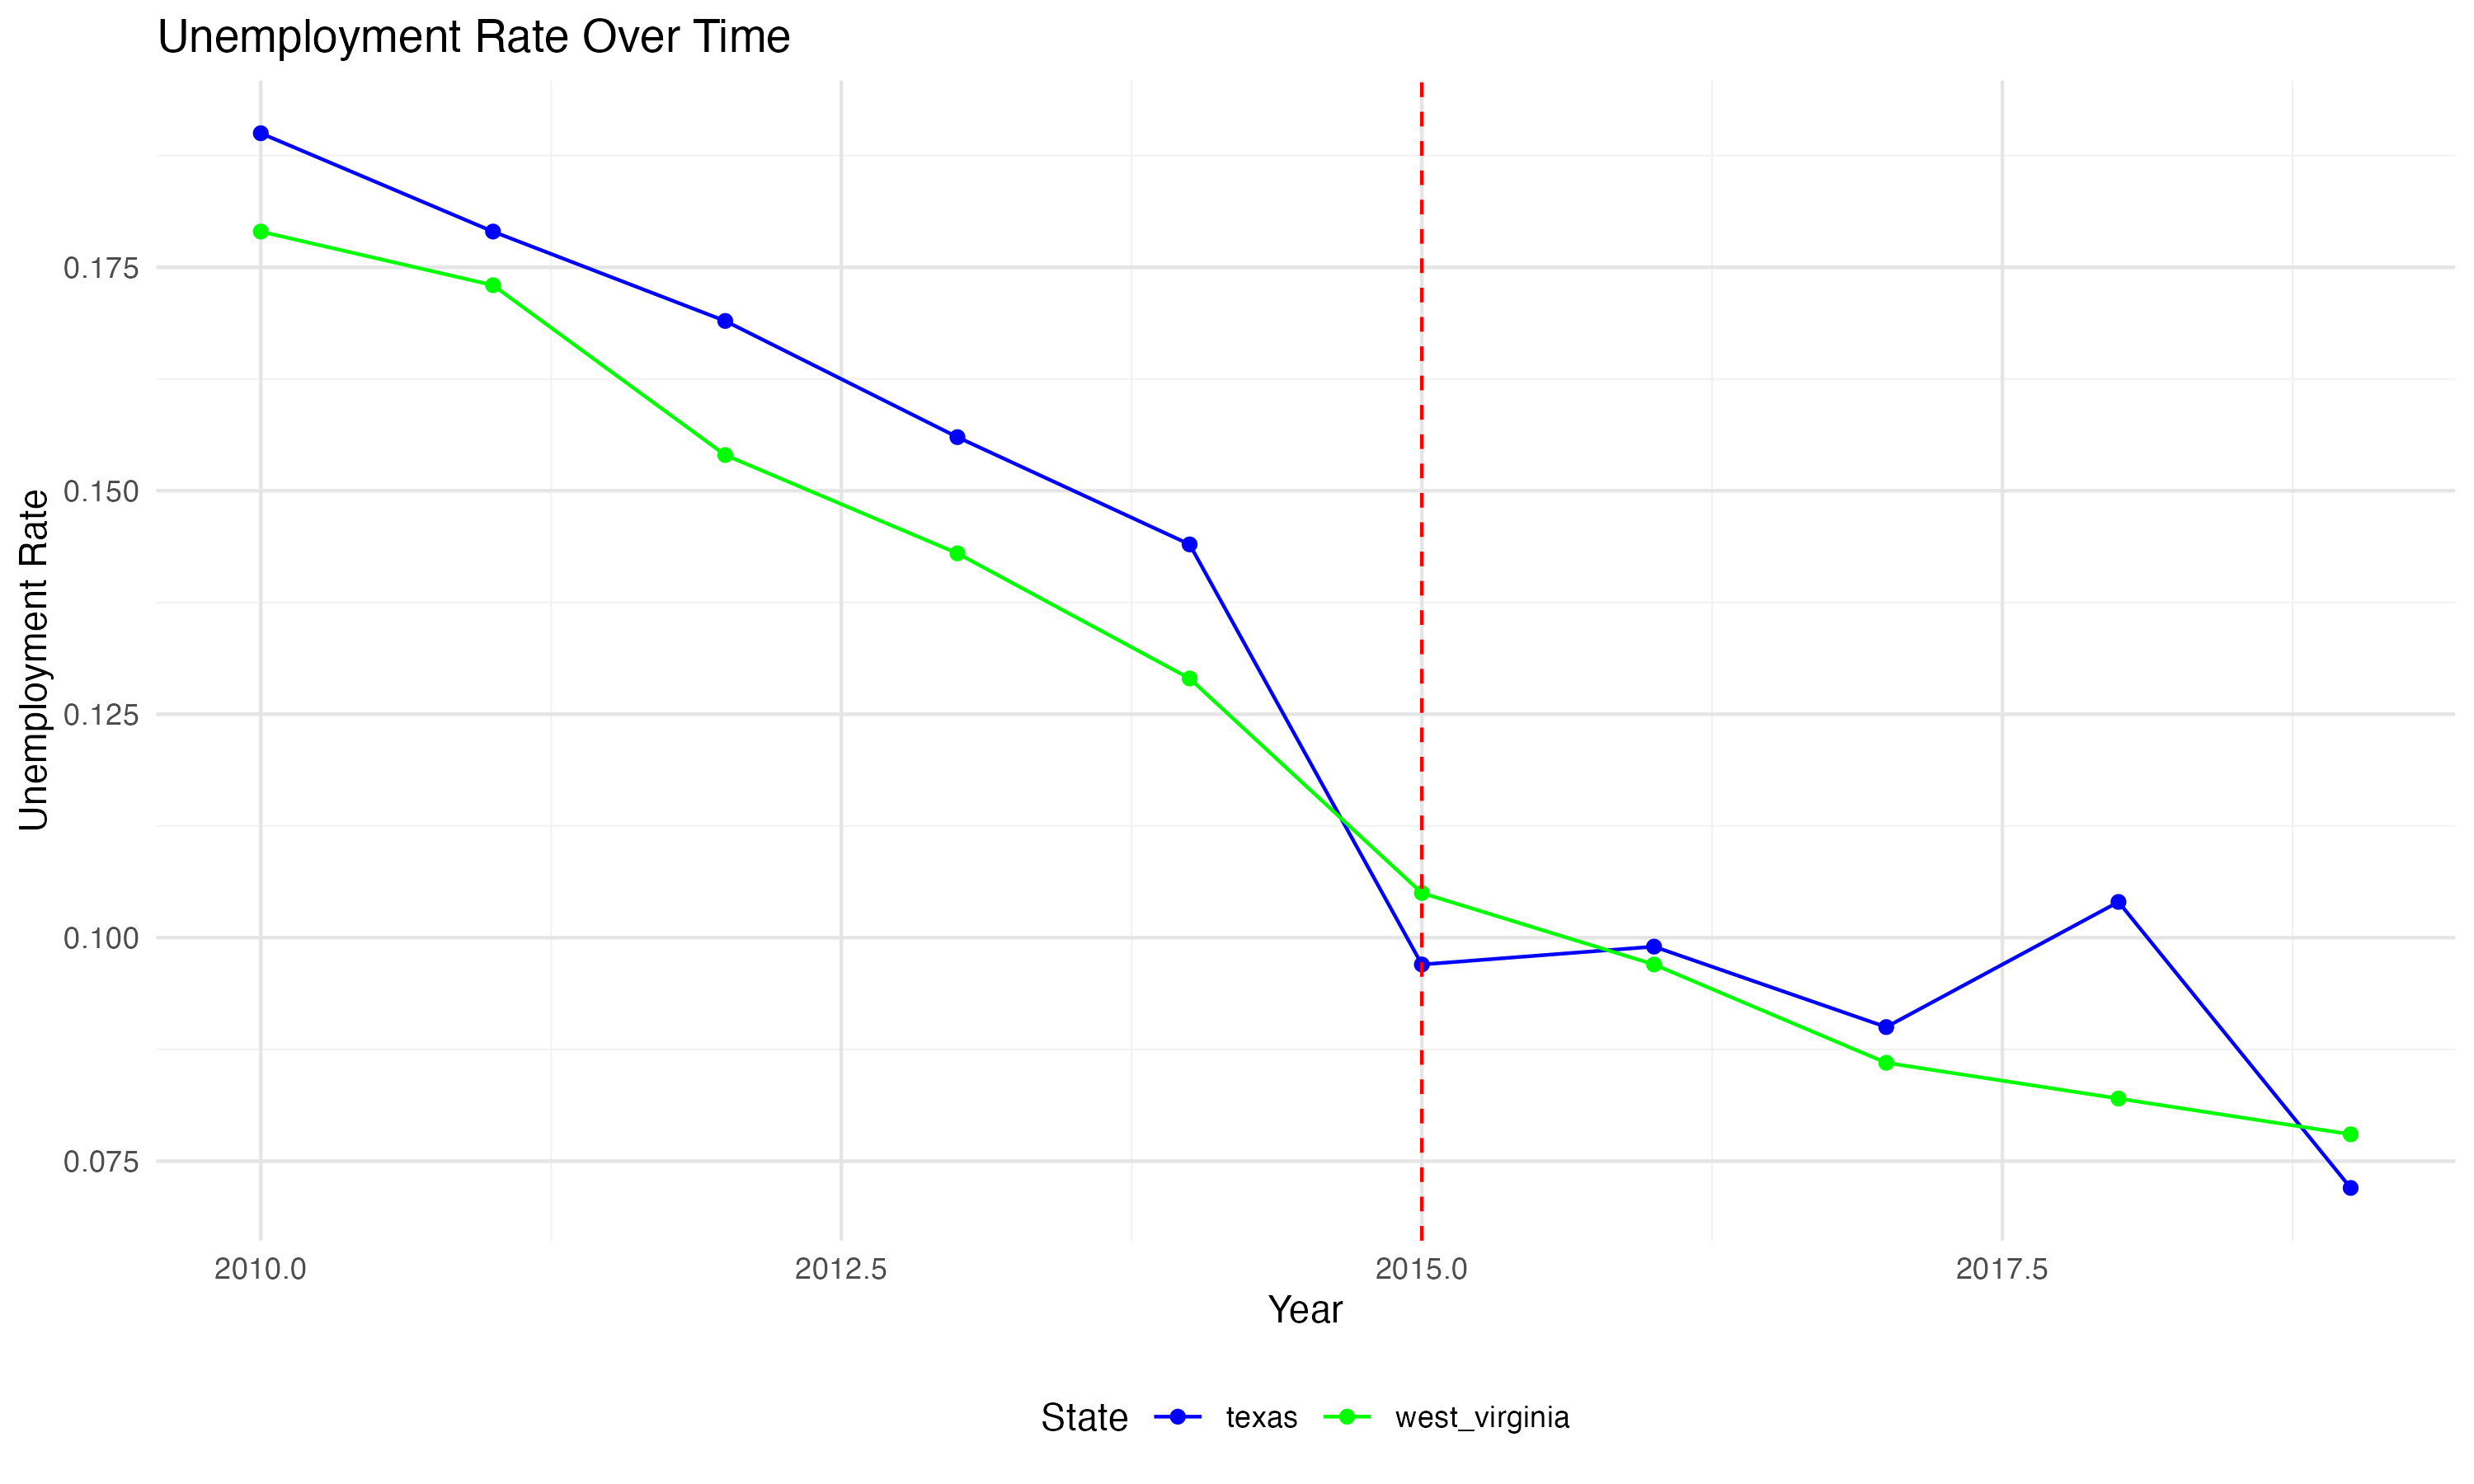 Unemployment Rate Over Time
Unemployment Rate
0.175
0.150
0.125
0.100
0.075
2010.0 2012.5 2015.0 2017.5
Year
State texas west_virginia